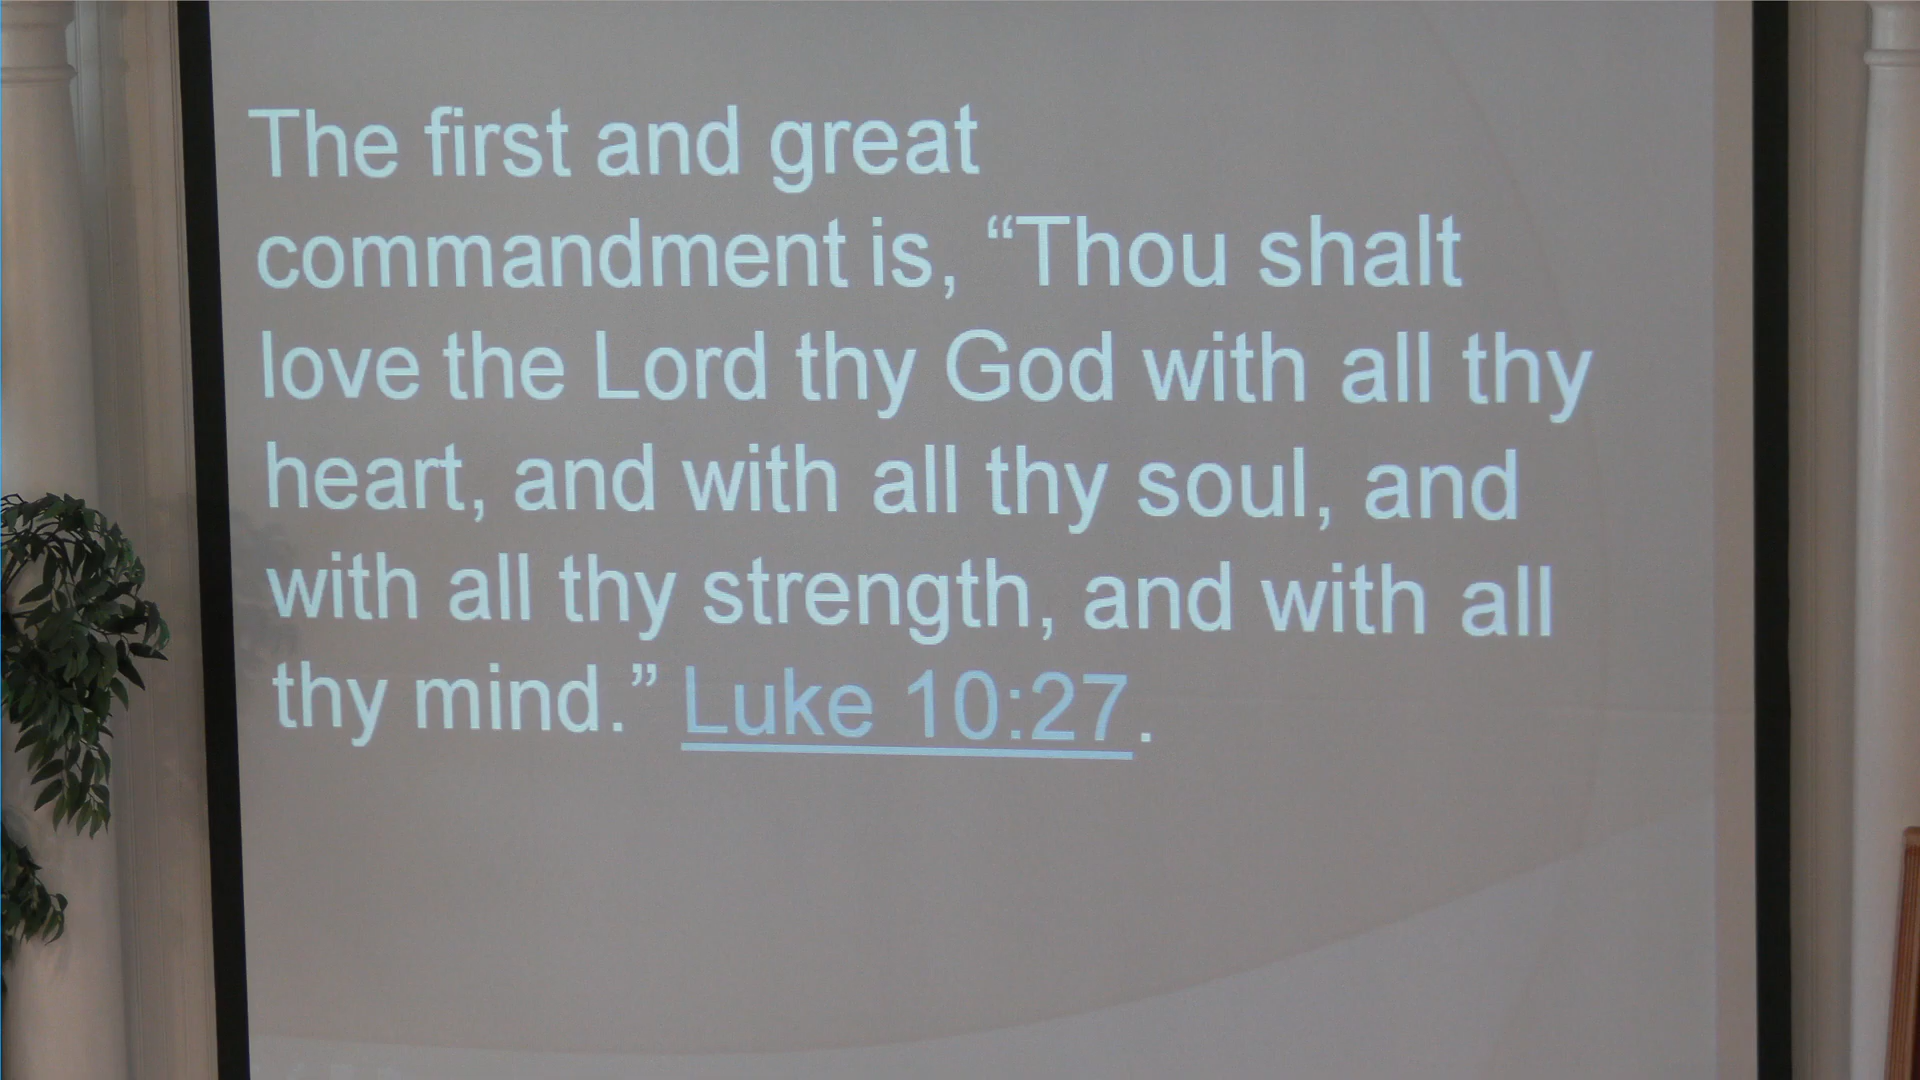 The first and great
commandment is, “Thou shalt
love the Lord thy God with all thy
heart, and with all thy soul, and
with all thy strength, and with all
thy mind.” Luke 10:27.